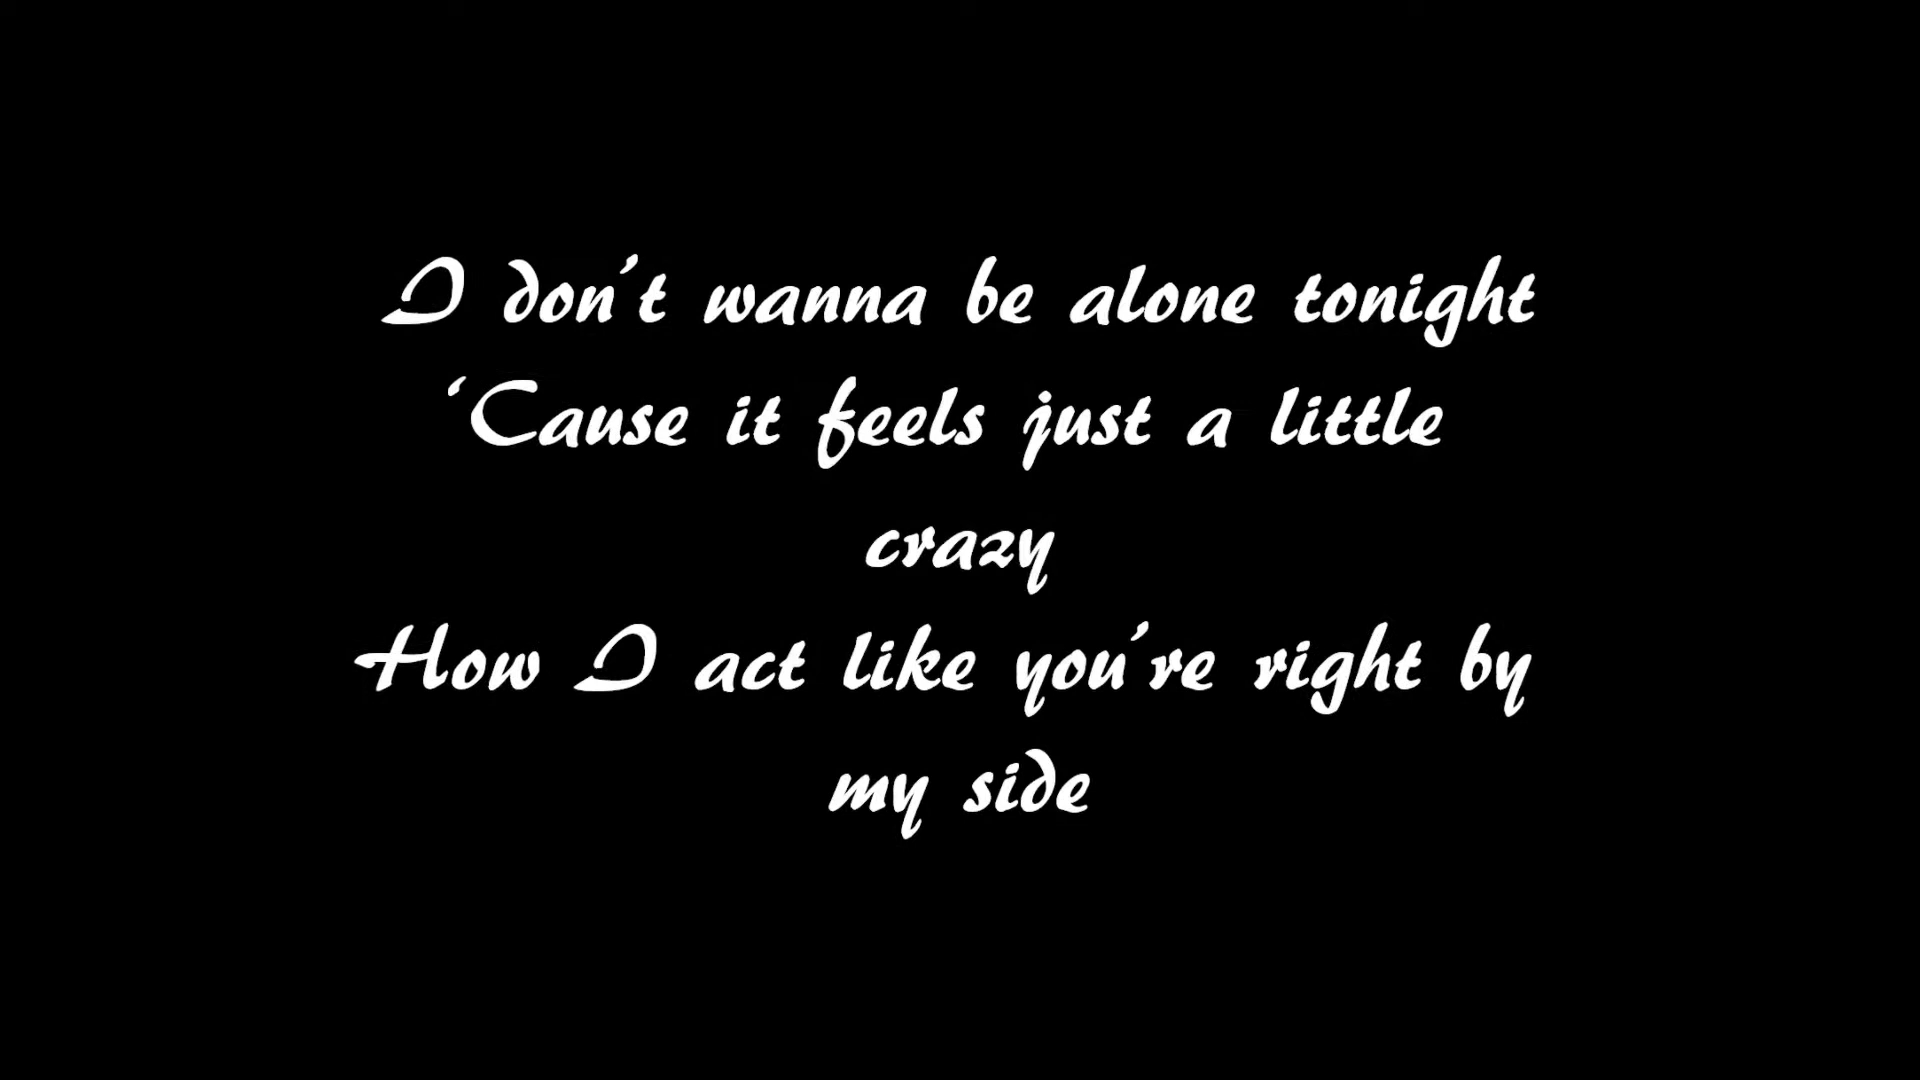 I don't wanna be alone tonight
‘Cause it feels just a little
crazy
How I act like you're right by
my side